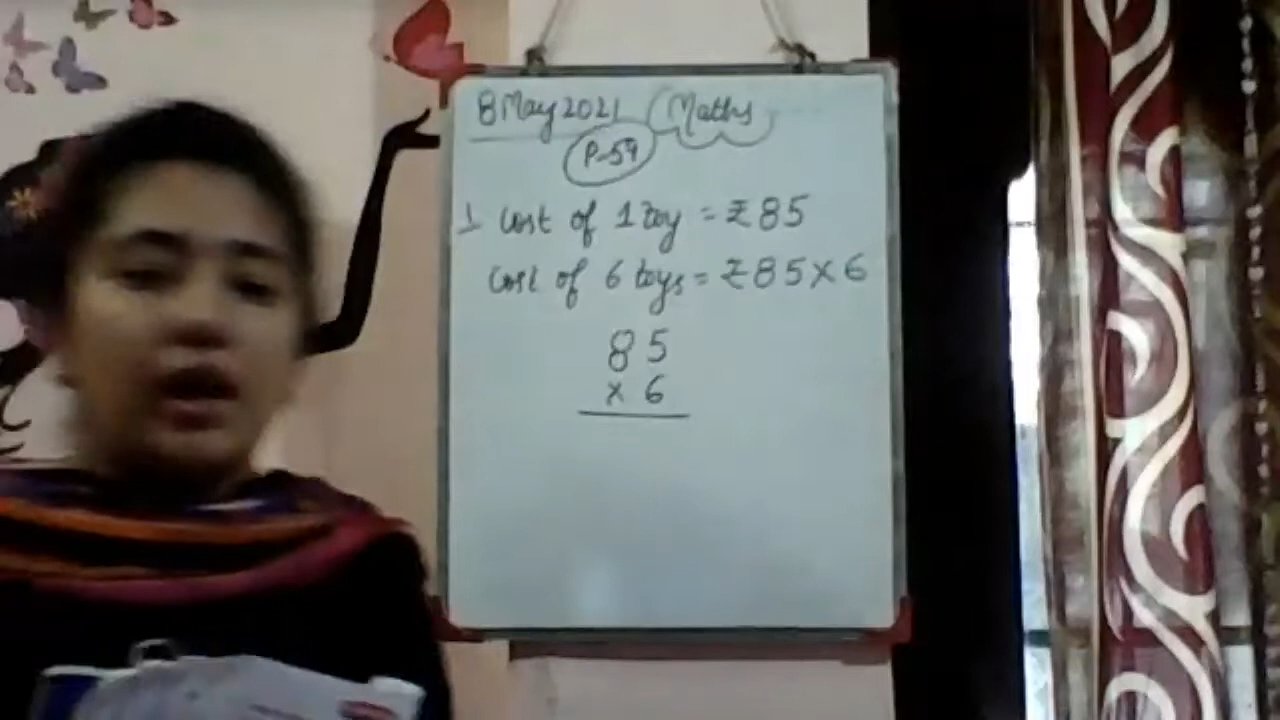 8 May 2021 Maths
P-59
1 Cost of 1 toy = ₹85
Cost of 6 toys = ₹85×6
85
× 6